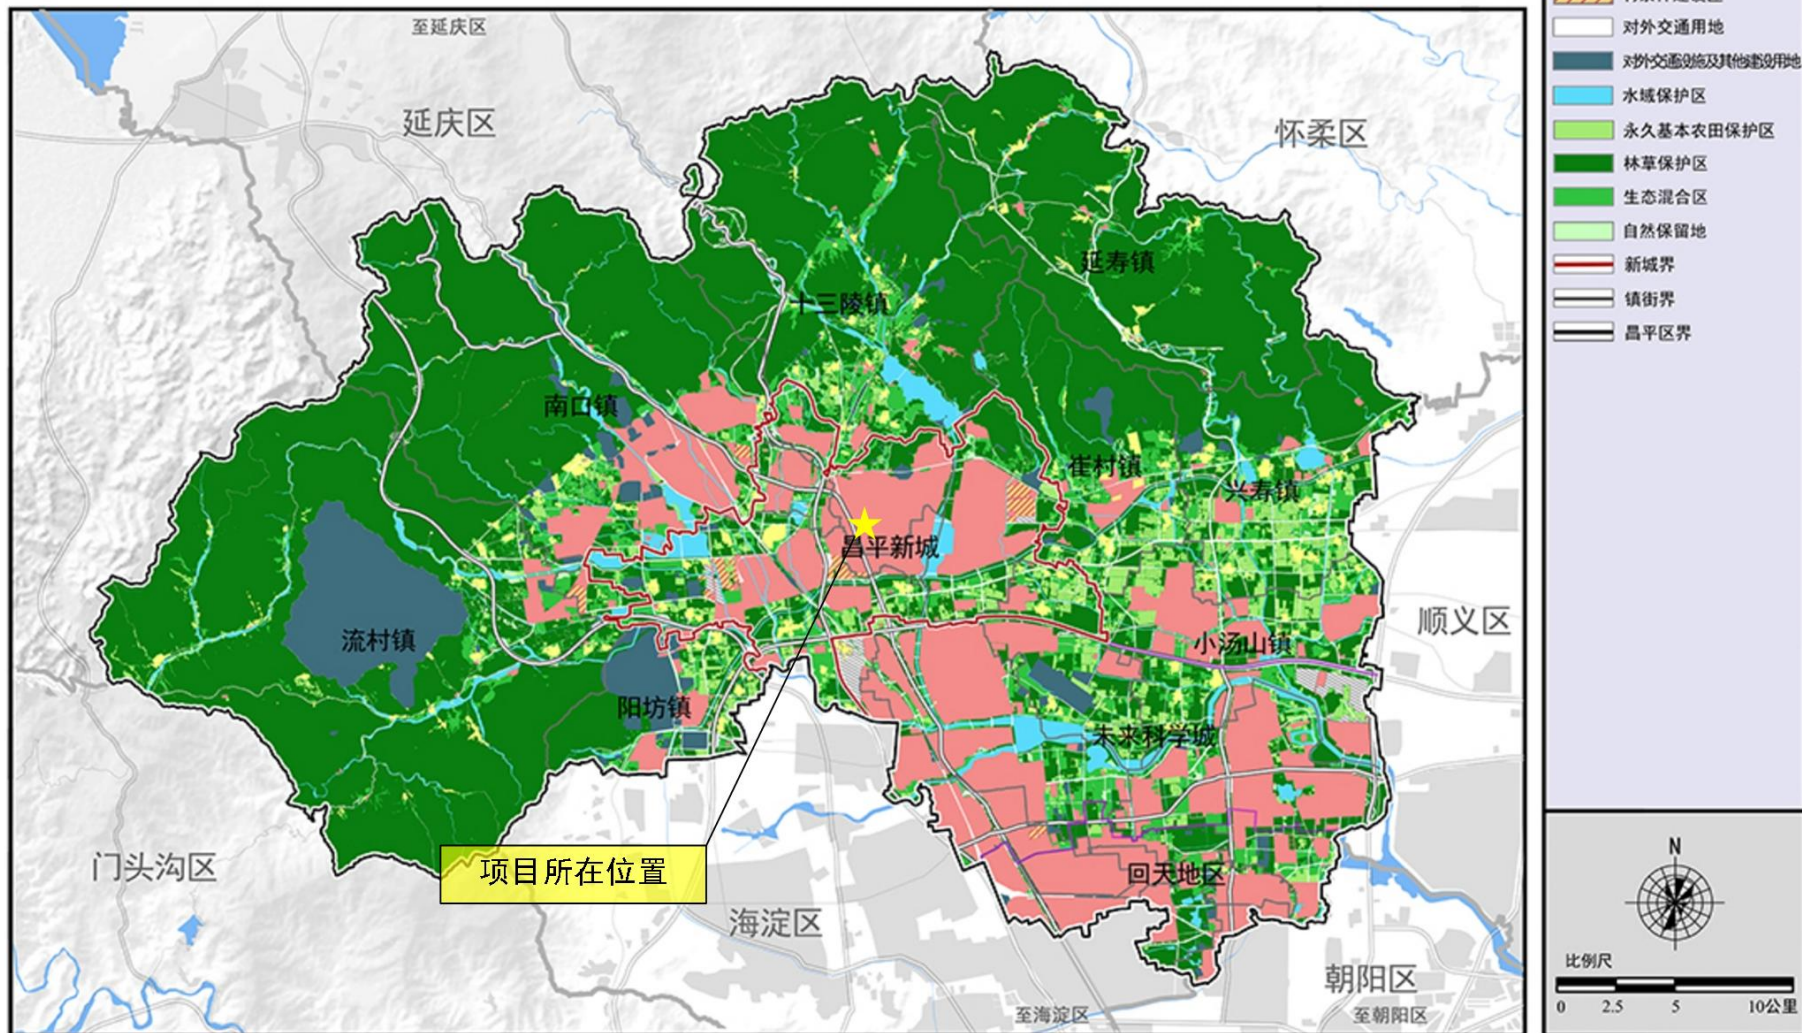 至延庆区
延庆区
怀柔区
延寿镇
十三陵镇
南口镇
崔村镇
兴寿镇
昌平新城
流村镇
小汤山镇
顺义区
阳坊镇
未来科学城
门头沟区
项目所在位置
回天地区
海淀区
朝阳区
至海淀区
至朝阳区
对外交通用地
对外交通设施及其他建设用地
水域保护区
永久基本农田保护区
林草保护区
生态混合区
自然保留地
新城界
镇街界
昌平区界
N
比例尺
0 2.5 5 10公里